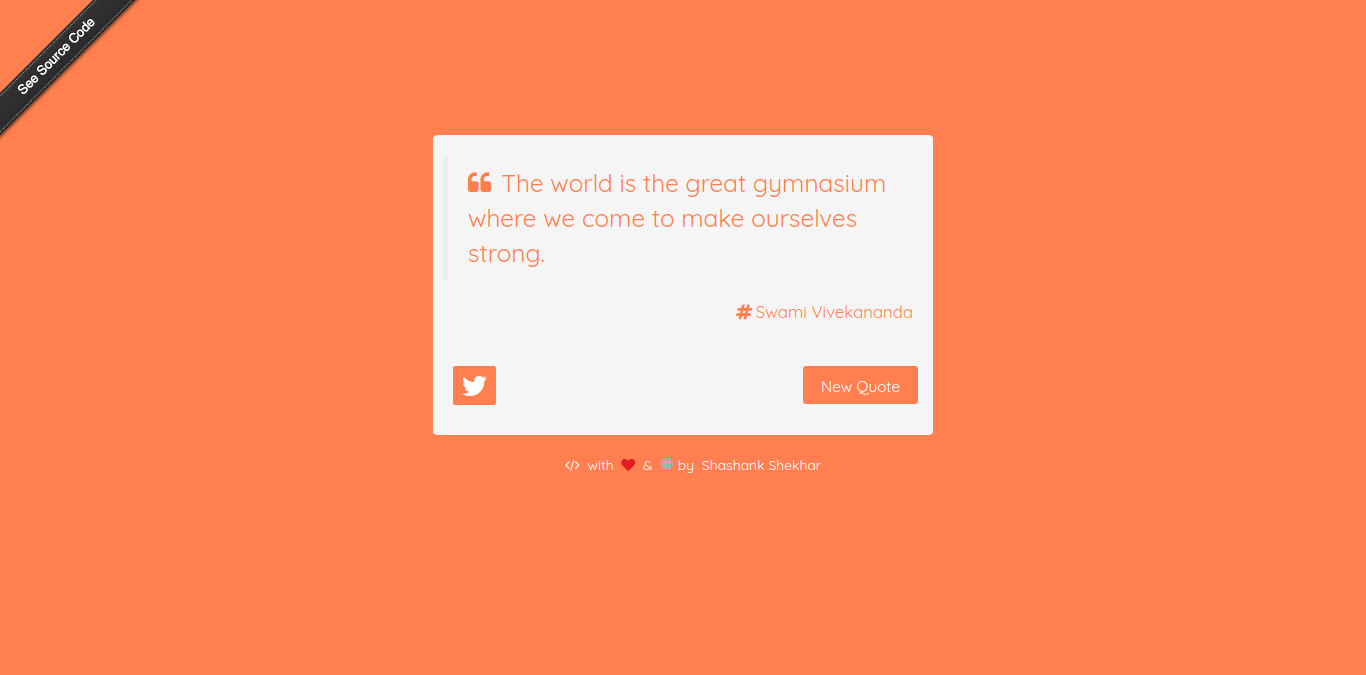 See Source Code
“ The world is the great gymnasium
where we come to make ourselves
strong.
#Swami Vivekananda
New Quote
</> with ❤ & ⚛ by Shashank Shekhar